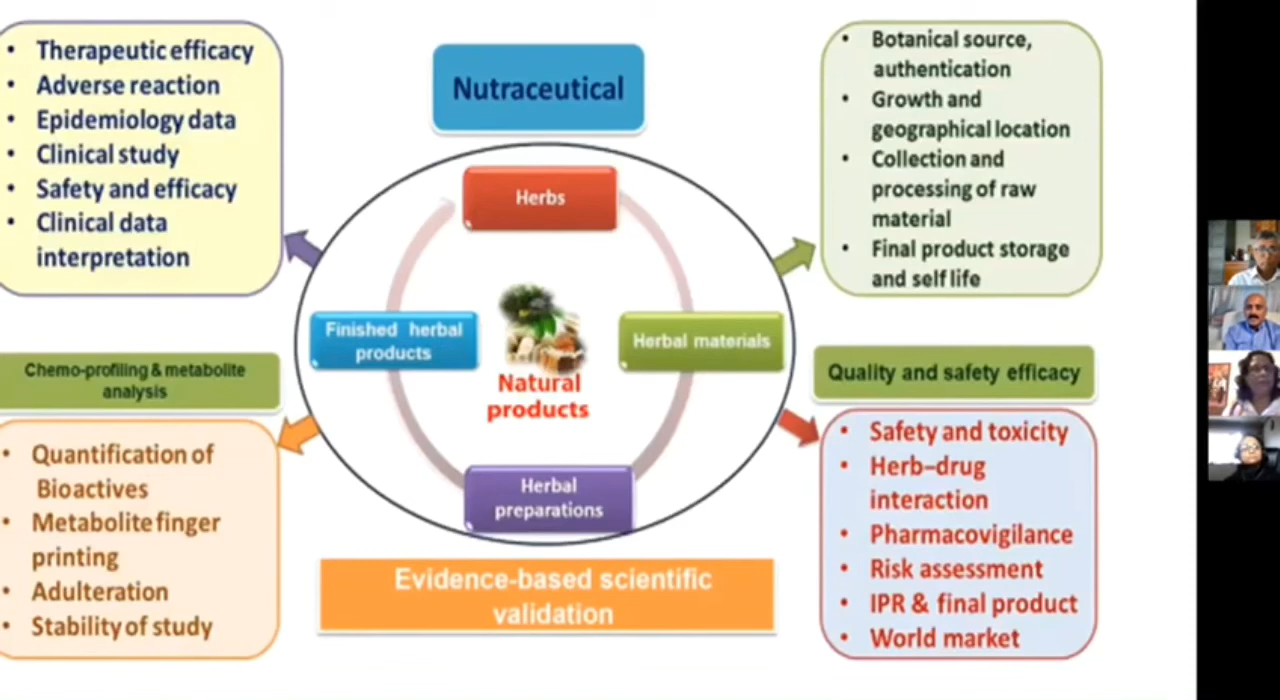 • Therapeutic efficacy
• Adverse reaction
• Epidemiology data
• Clinical study
• Safety and efficacy
• Clinical data
interpretation
Nutraceutical
• Botanical source,
authentication
• Growth and
geographical location
• Collection and
processing of raw
material
• Final product storage
and self life
Herbs
Finished herbal
products
Herbal materials
Natural
products
Herbal
preparations
Chemo-profiling & metabolite
analysis
Quality and safety efficacy
• Quantification of
Bioactives
• Metabolite finger
printing
• Adulteration
• Stability of study
• Safety and toxicity
• Herb–drug
interaction
• Pharmacovigilance
• Risk assessment
• IPR & final product
• World market
Evidence-based scientific
validation